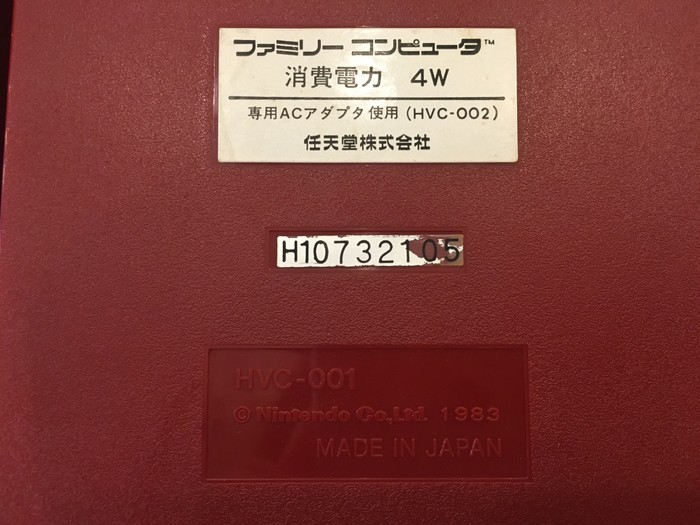 ファミリー コンピュータ™
消費電力 4W
専用ACアダプタ使用(HVC-002)
任天堂株式会社
H10732105
HVC-001
© Nintendo Co,Ltd. 1983
MADE IN JAPAN